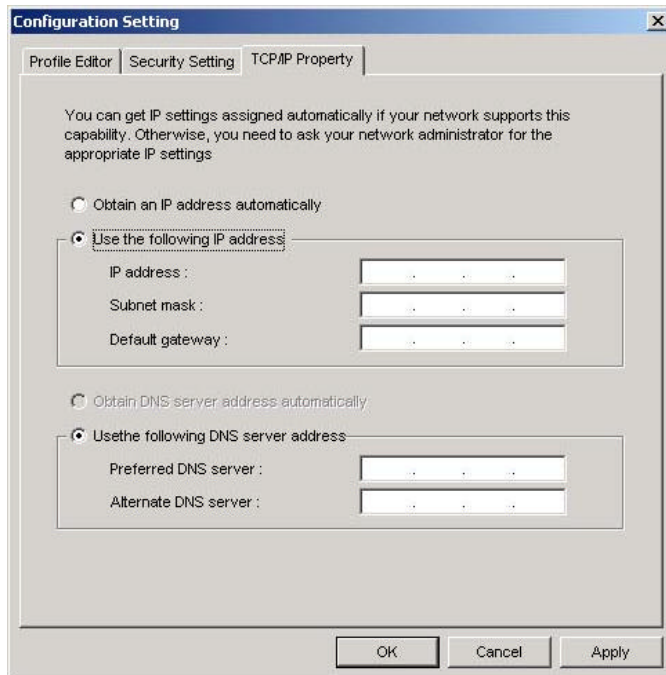 Configuration Setting
Profile Editor Security Setting TCP/IP Property
You can get IP settings assigned automatically if your network supports this
capability. Otherwise, you need to ask your network administrator for the
appropriate IP settings
Obtain an IP address automatically
Use the following IP address
IP address :
Subnet mask :
Default gateway :
Obtain DNS server address automatically
Usethe following DNS server address
Preferred DNS server :
Alternate DNS server :
OK Cancel Apply